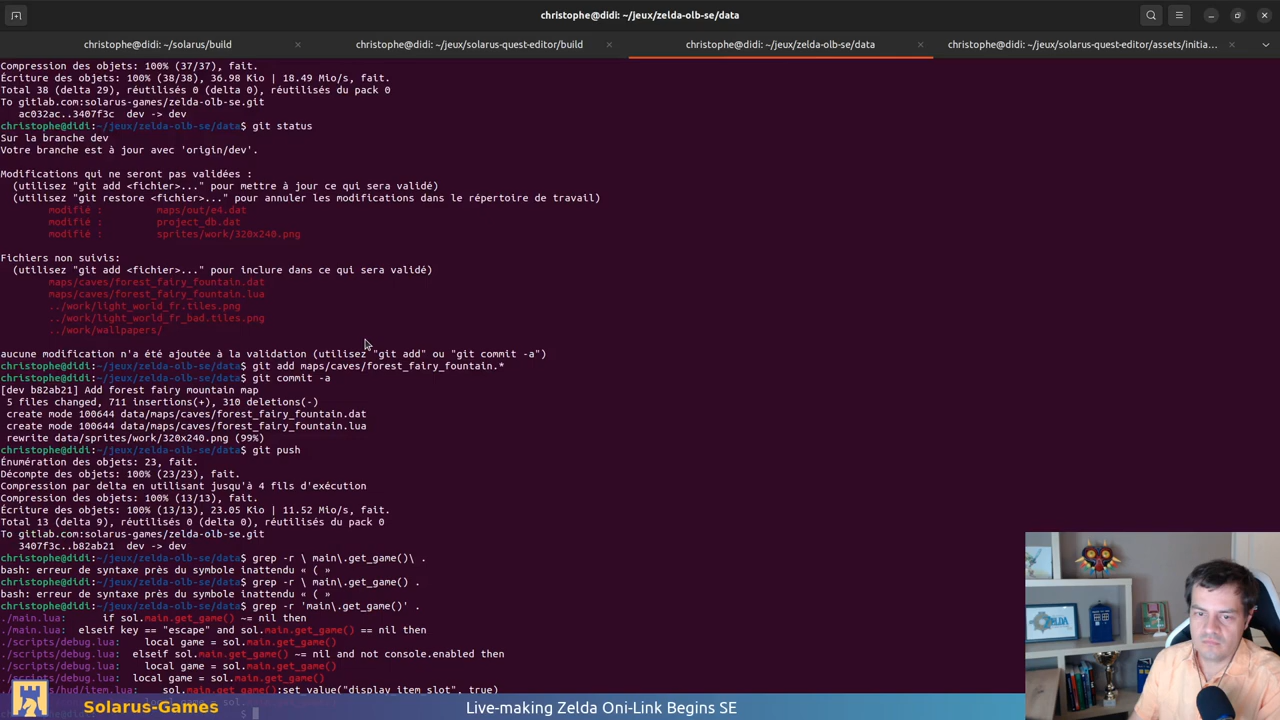 christophe@didi: ~/jeux/zelda-olb-se/data
christophe@didi: ~/solarus/build
christophe@didi: ~/jeux/solarus-quest-editor/build
christophe@didi: ~/jeux/zelda-olb-se/data
christophe@didi: ~/jeux/solarus-quest-editor/assets/initia...
Compression des objets: 100% (37/37), fait.
Écriture des objets: 100% (38/38), 36.98 Kio | 18.49 Mio/s, fait.
Total 38 (delta 29), réutilisés 0 (delta 0), réutilisés du pack 0
To gitlab.com:solarus-games/zelda-olb-se.git
ac032ac..3407f3c  dev -> dev
christophe@didi:~/jeux/zelda-olb-se/data$ git status
Sur la branche dev
Votre branche est à jour avec 'origin/dev'.
Modifications qui ne seront pas validées :
(utilisez "git add <fichier>..." pour mettre à jour ce qui sera validé)
(utilisez "git restore <fichier>..." pour annuler les modifications dans le répertoire de travail)
modifié :         maps/out/e4.dat
modifié :         project_db.dat
modifié :         sprites/work/320x240.png
Fichiers non suivis:
(utilisez "git add <fichier>..." pour inclure dans ce qui sera validé)
maps/caves/forest_fairy_fountain.dat
maps/caves/forest_fairy_fountain.lua
../work/light_world_fr.tiles.png
../work/light_world_fr_bad.tiles.png
../work/wallpapers/
aucune modification n'a été ajoutée à la validation (utilisez "git add" ou "git commit -a")
christophe@didi:~/jeux/zelda-olb-se/data$ git add maps/caves/forest_fairy_fountain.*
christophe@didi:~/jeux/zelda-olb-se/data$ git commit -a
[dev b82ab21] Add forest fairy mountain map
5 files changed, 711 insertions(+), 310 deletions(-)
create mode 100644 data/maps/caves/forest_fairy_fountain.dat
create mode 100644 data/maps/caves/forest_fairy_fountain.lua
rewrite data/sprites/work/320x240.png (99%)
christophe@didi:~/jeux/zelda-olb-se/data$ git push
Énumération des objets: 23, fait.
Décompte des objets: 100% (23/23), fait.
Compression par delta en utilisant jusqu'à 4 fils d'exécution
Compression des objets: 100% (13/13), fait.
Écriture des objets: 100% (13/13), 23.05 Kio | 11.52 Mio/s, fait.
Total 13 (delta 9), réutilisés 0 (delta 0), réutilisés du pack 0
To gitlab.com:solarus-games/zelda-olb-se.git
3407f3c..b82ab21  dev -> dev
christophe@didi:~/jeux/zelda-olb-se/data$ grep -r \ main\.get_game()\ .
bash: erreur de syntaxe près du symbole inattendu « ( »
christophe@didi:~/jeux/zelda-olb-se/data$ grep -r \ main\.get_game() .
bash: erreur de syntaxe près du symbole inattendu « ( »
christophe@didi:~/jeux/zelda-olb-se/data$ grep -r 'main\.get_game()' .
./main.lua:      if sol.main.get_game() ~= nil then
./main.lua:  elseif key == "escape" and sol.main.get_game() == nil then
./scripts/debug.lua:    local game = sol.main.get_game()
./scripts/debug.lua:  elseif sol.main.get_game() ~= nil and not console.enabled then
./scripts/debug.lua:    local game = sol.main.get_game()
./scripts/debug.lua:  local game = sol.main.get_game()
/hud/item.lua:    sol.main.get_game():set_value("display_item_slot", true)
Solarus-Games
Live-making Zelda Oni-Link Begins SE